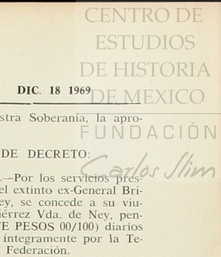 CENTRO DE
ESTUDIOS
DE HISTORIA
DE MEXICO
FUNDACIÓN
Carlos Slim
DIC. 18 1969
stra Soberanía, la apro-
DE DECRETO:
.—Por los servicios pres-
el extinto ex-General Bri-
ey, se concede a su viu-
tiérrez Vda. de Ney, pen-
TE PESOS 00/100) diarios
integramente por la Te-
Federación.